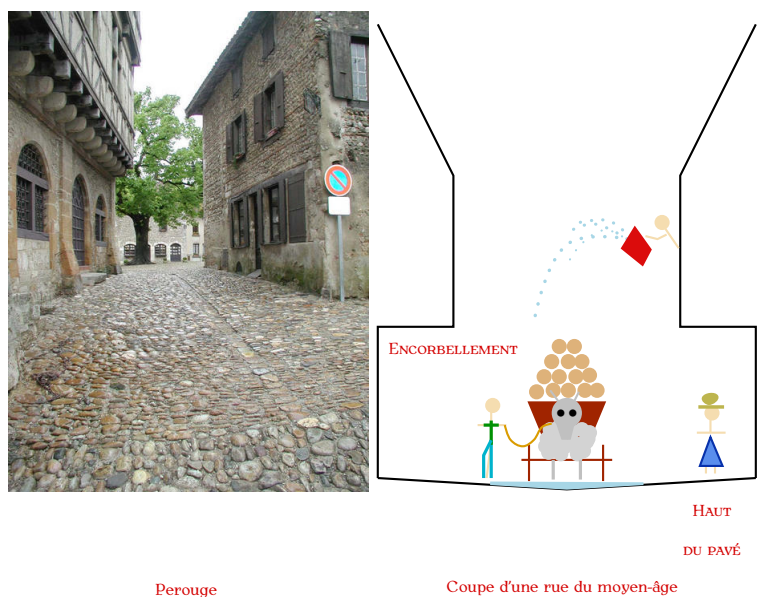 Encorbellement
Haut
du pavé
Perouge
Coupe d'une rue du moyen-âge